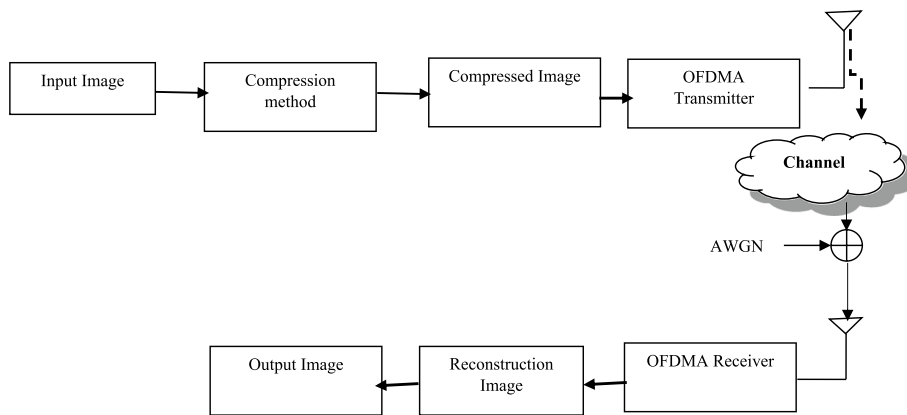 Input Image
Compression
method
Compressed Image
OFDMA
Transmitter
Channel
AWGN
Output Image
Reconstruction
Image
OFDMA Receiver